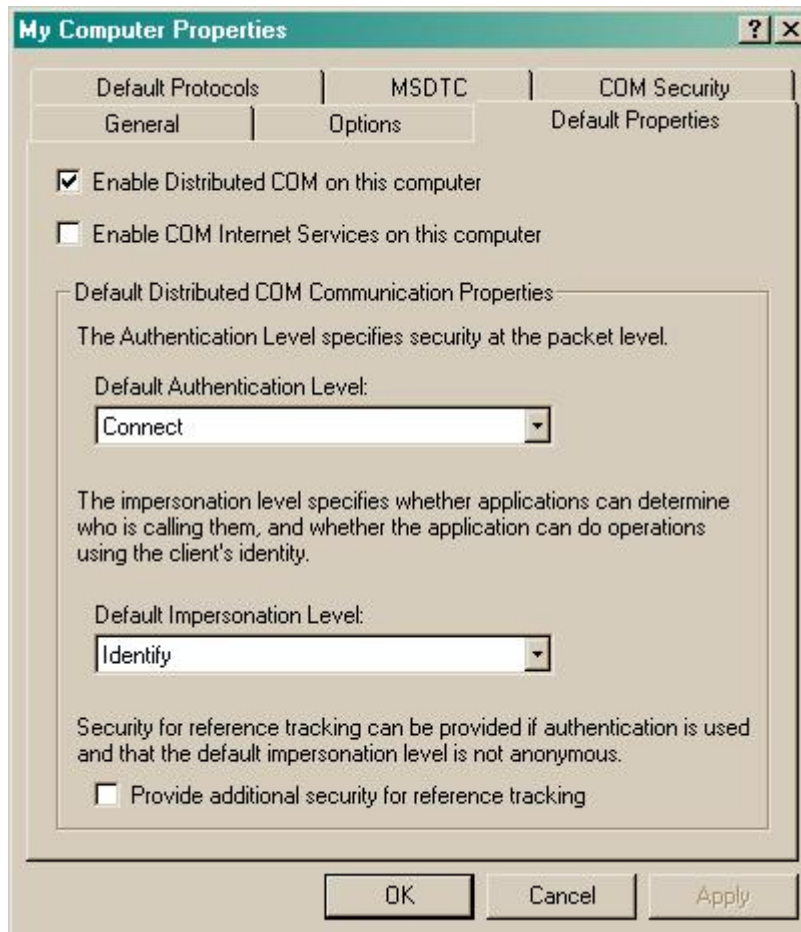 My Computer Properties
Default Protocols MSDTC COM Security
General Options Default Properties
Enable Distributed COM on this computer
Enable COM Internet Services on this computer
Default Distributed COM Communication Properties
The Authentication Level specifies security at the packet level.
Default Authentication Level:
Connect
The impersonation level specifies whether applications can determine
who is calling them, and whether the application can do operations
using the client's identity.
Default Impersonation Level:
Identify
Security for reference tracking can be provided if authentication is used
and that the default impersonation level is not anonymous.
Provide additional security for reference tracking
OK Cancel Apply